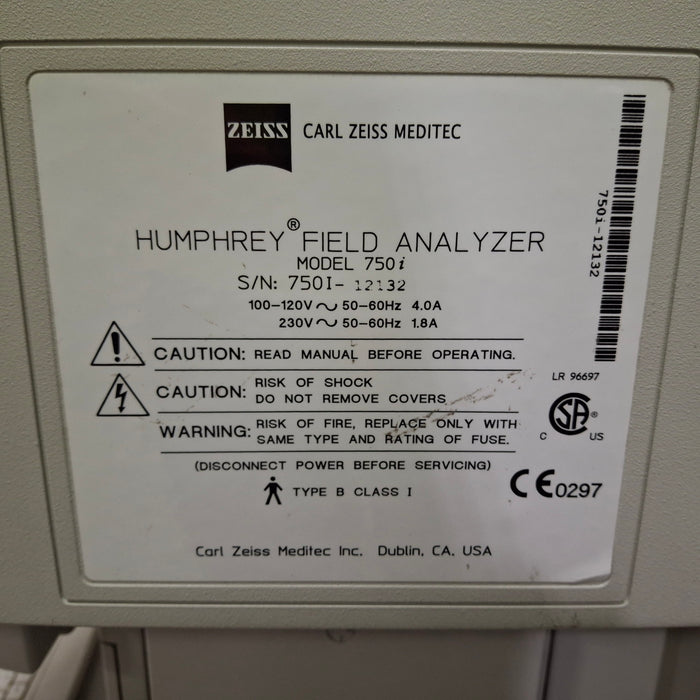 ZEISS CARL ZEISS MEDITEC
HUMPHREY® FIELD ANALYZER
MODEL 750i
S/N: 750I- 12132
100-120V ~ 50-60Hz 4.0A
230V ~ 50-60Hz 1.8A
CAUTION: READ MANUAL BEFORE OPERATING.
CAUTION: RISK OF SHOCK
DO NOT REMOVE COVERS
WARNING: RISK OF FIRE, REPLACE ONLY WITH
SAME TYPE AND RATING OF FUSE.
(DISCONNECT POWER BEFORE SERVICING)
TYPE B CLASS I
750i-12132
LR 96697
SA ®
C US
CE0297
Carl Zeiss Meditec Inc. Dublin, CA. USA